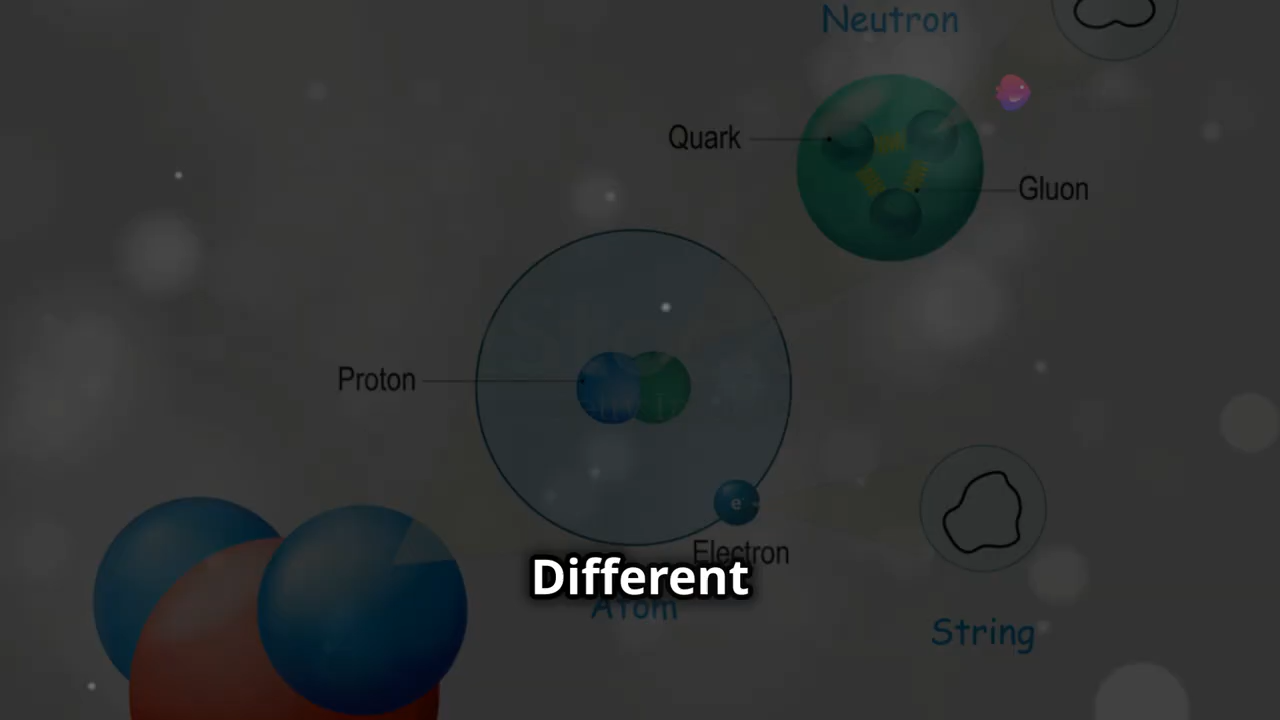 Neutron
Quark
Gluon
Proton
e
Electron
Different
Atom
String